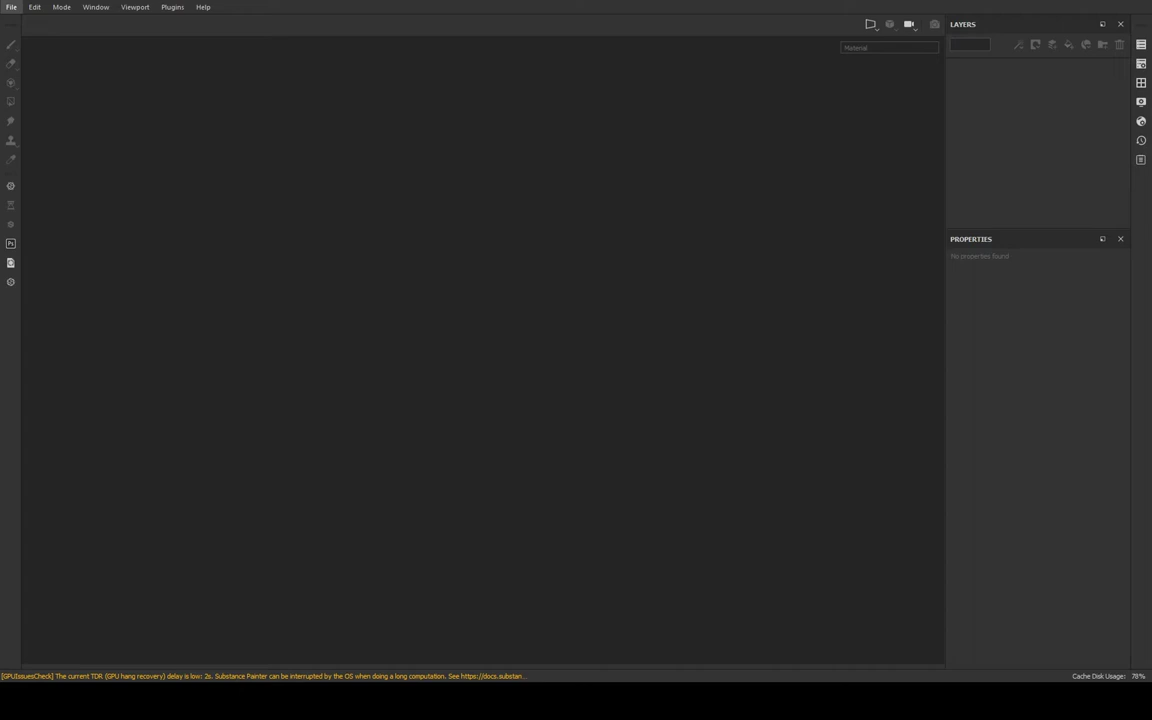 File Edit Mode Window Viewport Plugins Help
LAYERS
Material
Ps
PROPERTIES
No properties found
[GPUIssuesCheck] The current TDR (GPU hang recovery) delay is low: 2s. Substance Painter can be interrupted by the OS when doing a long computation. See https://docs.substan... Cache Disk Usage: 78%